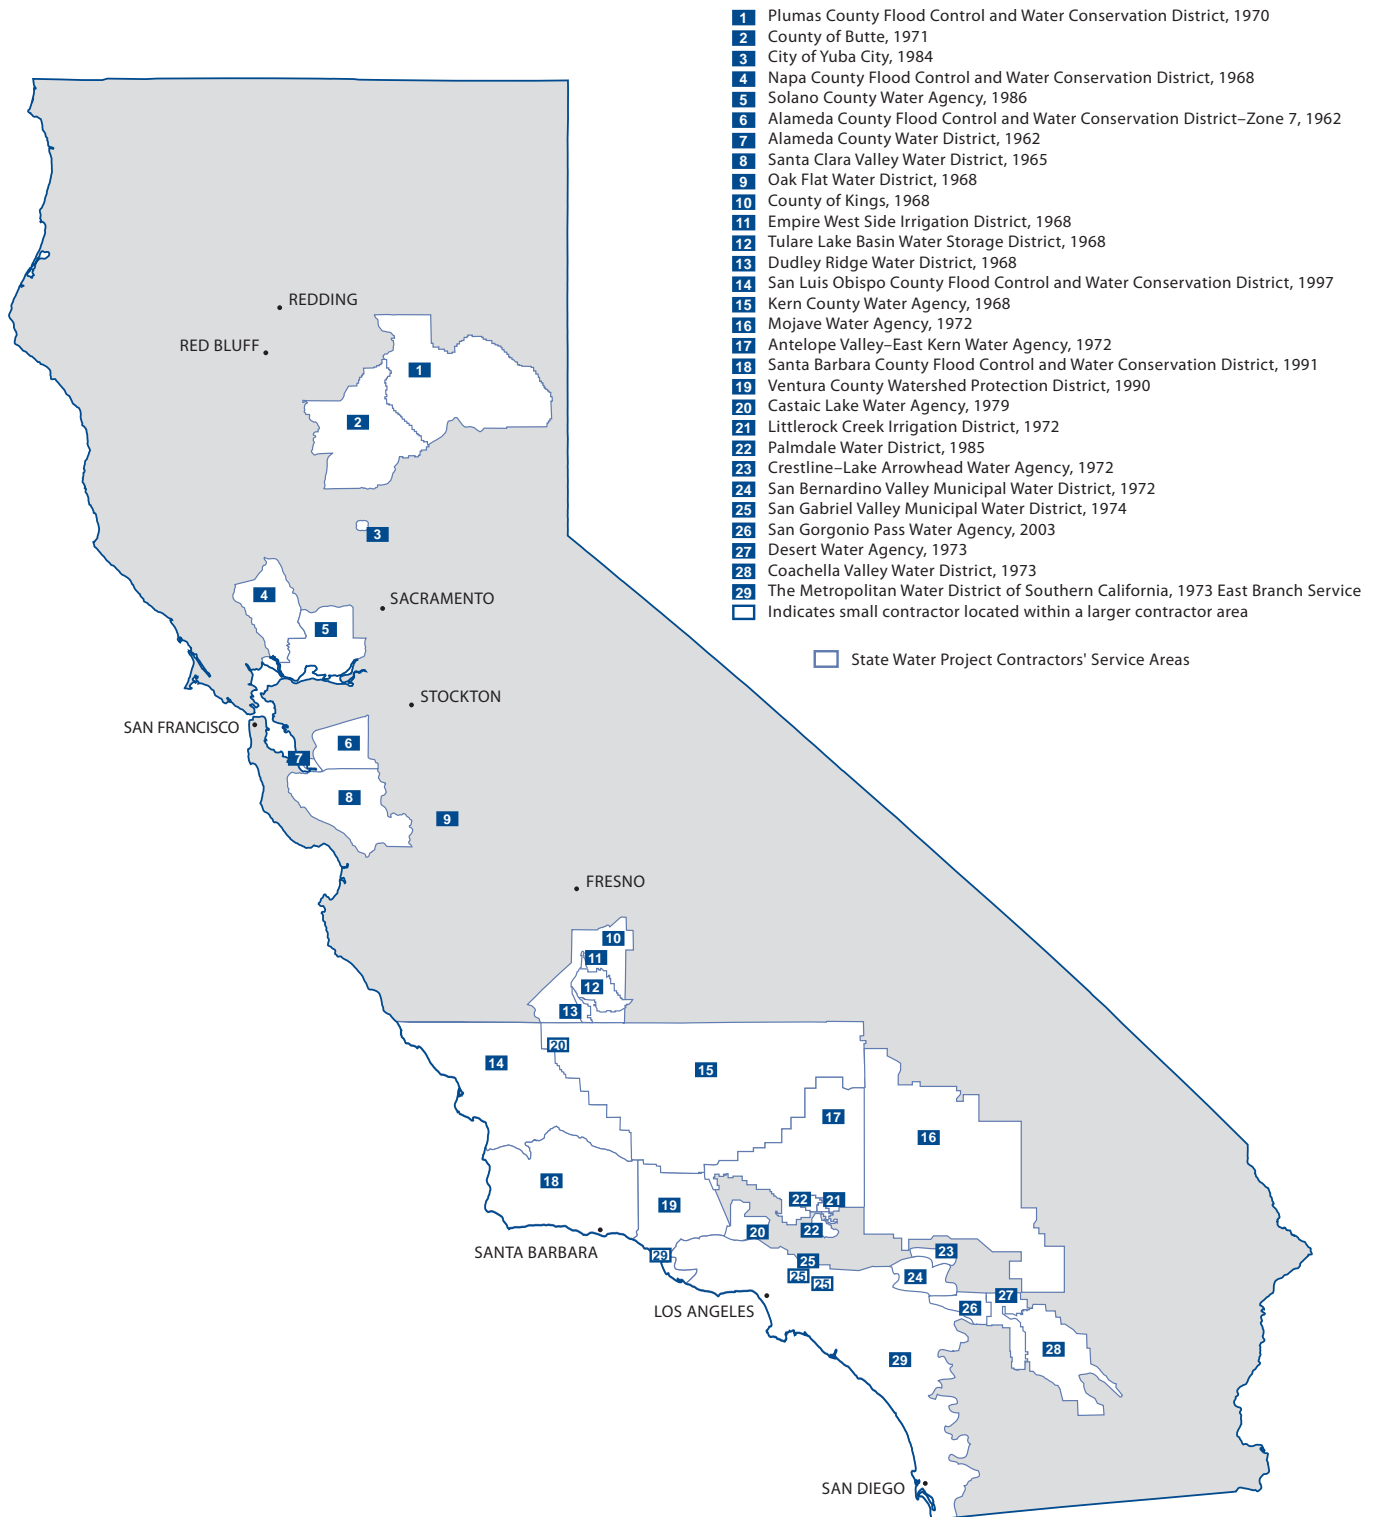 1 Plumas County Flood Control and Water Conservation District, 1970
2 County of Butte, 1971
3 City of Yuba City, 1984
4 Napa County Flood Control and Water Conservation District, 1968
5 Solano County Water Agency, 1986
6 Alameda County Flood Control and Water Conservation District–Zone 7, 1962
7 Alameda County Water District, 1962
8 Santa Clara Valley Water District, 1965
9 Oak Flat Water District, 1968
10 County of Kings, 1968
11 Empire West Side Irrigation District, 1968
12 Tulare Lake Basin Water Storage District, 1968
13 Dudley Ridge Water District, 1968
14 San Luis Obispo County Flood Control and Water Conservation District, 1997
15 Kern County Water Agency, 1968
16 Mojave Water Agency, 1972
17 Antelope Valley–East Kern Water Agency, 1972
18 Santa Barbara County Flood Control and Water Conservation District, 1991
19 Ventura County Watershed Protection District, 1990
20 Castaic Lake Water Agency, 1979
21 Littlerock Creek Irrigation District, 1972
22 Palmdale Water District, 1985
23 Crestline–Lake Arrowhead Water Agency, 1972
24 San Bernardino Valley Municipal Water District, 1972
25 San Gabriel Valley Municipal Water District, 1974
26 San Gorgonio Pass Water Agency, 2003
27 Desert Water Agency, 1973
28 Coachella Valley Water District, 1973
29 The Metropolitan Water District of Southern California, 1973 East Branch Service
Indicates small contractor located within a larger contractor area
State Water Project Contractors' Service Areas
REDDING
RED BLUFF
1
2
3
4
SACRAMENTO
5
STOCKTON
SAN FRANCISCO
6
7
8
9
FRESNO
10
11
12
13
20
14
15
17
16
18
22
21
19
22
20
SANTA BARBARA
29
23
25
25
24
25
27
LOS ANGELES
26
28
29
SAN DIEGO